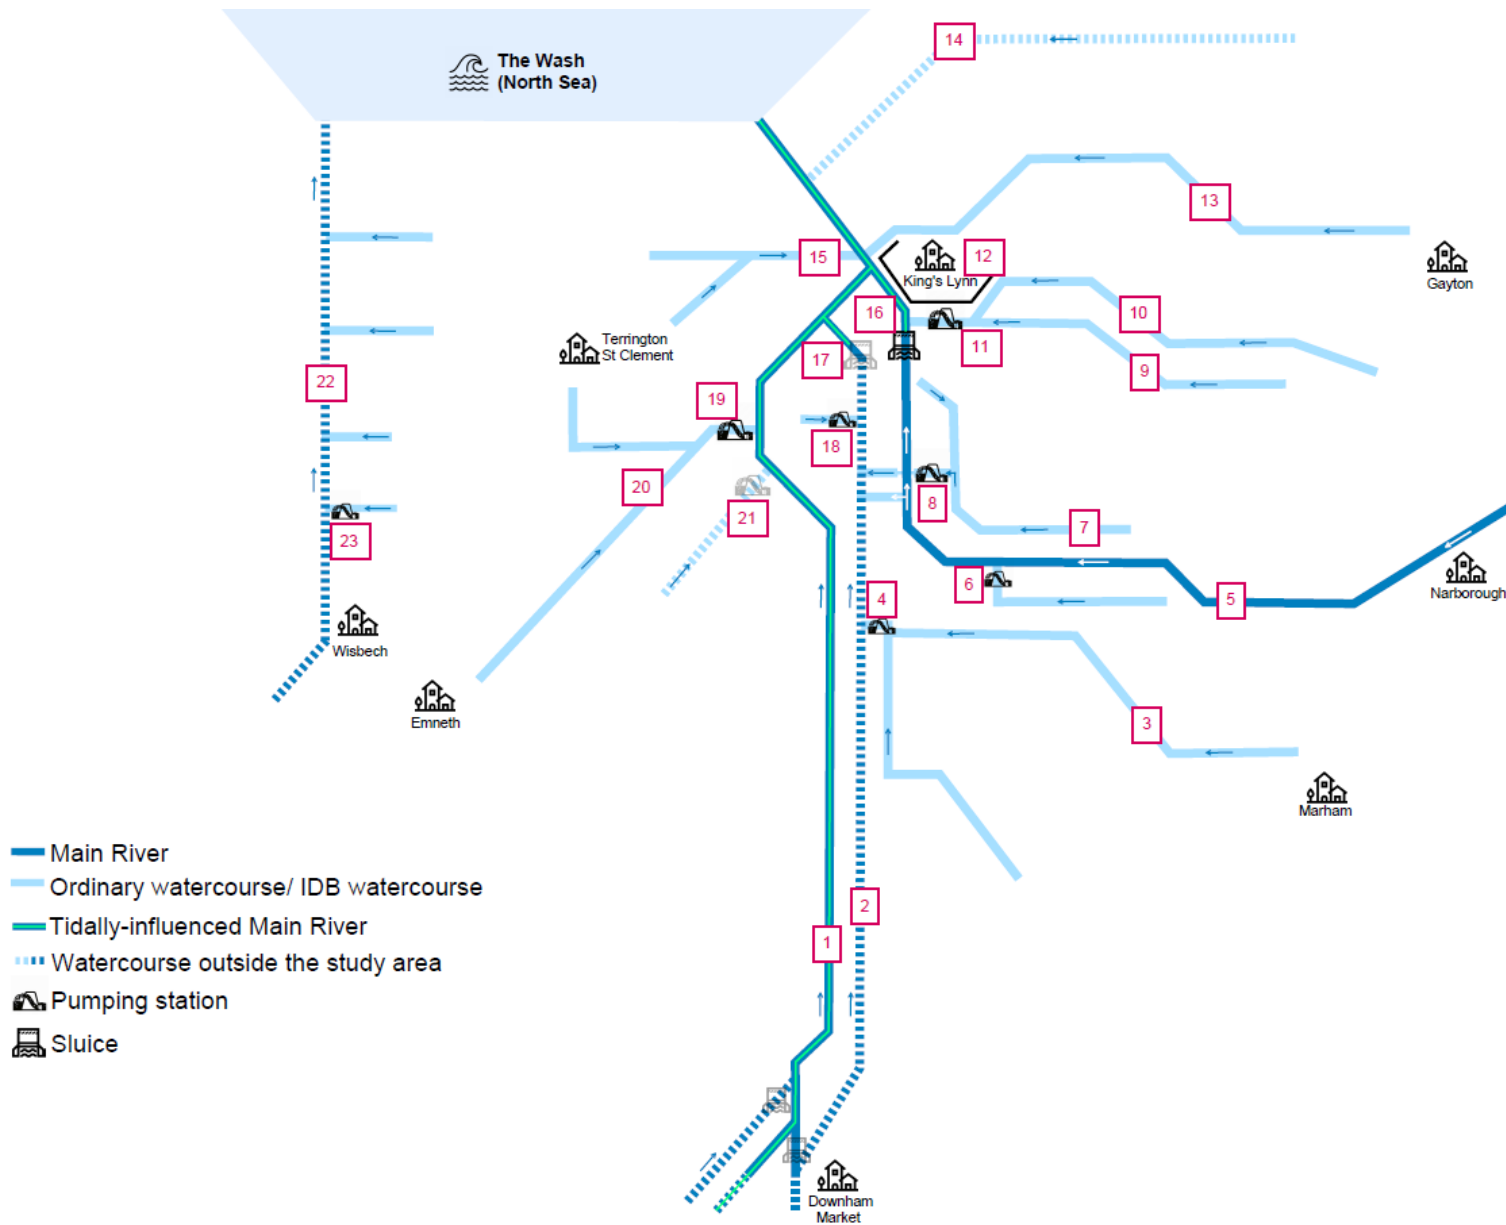 The Wash
(North Sea)
14
13
12
King's Lynn
15
Gayton
16
10
11
17
9
Terrington
St Clement
22
19
18
20
8
21
7
23
6
4
5
Narborough
Wisbech
Emneth
3
Marham
Main River
Ordinary watercourse/ IDB watercourse
2
Tidally-influenced Main River
1
Watercourse outside the study area
Pumping station
Sluice
Downham
Market